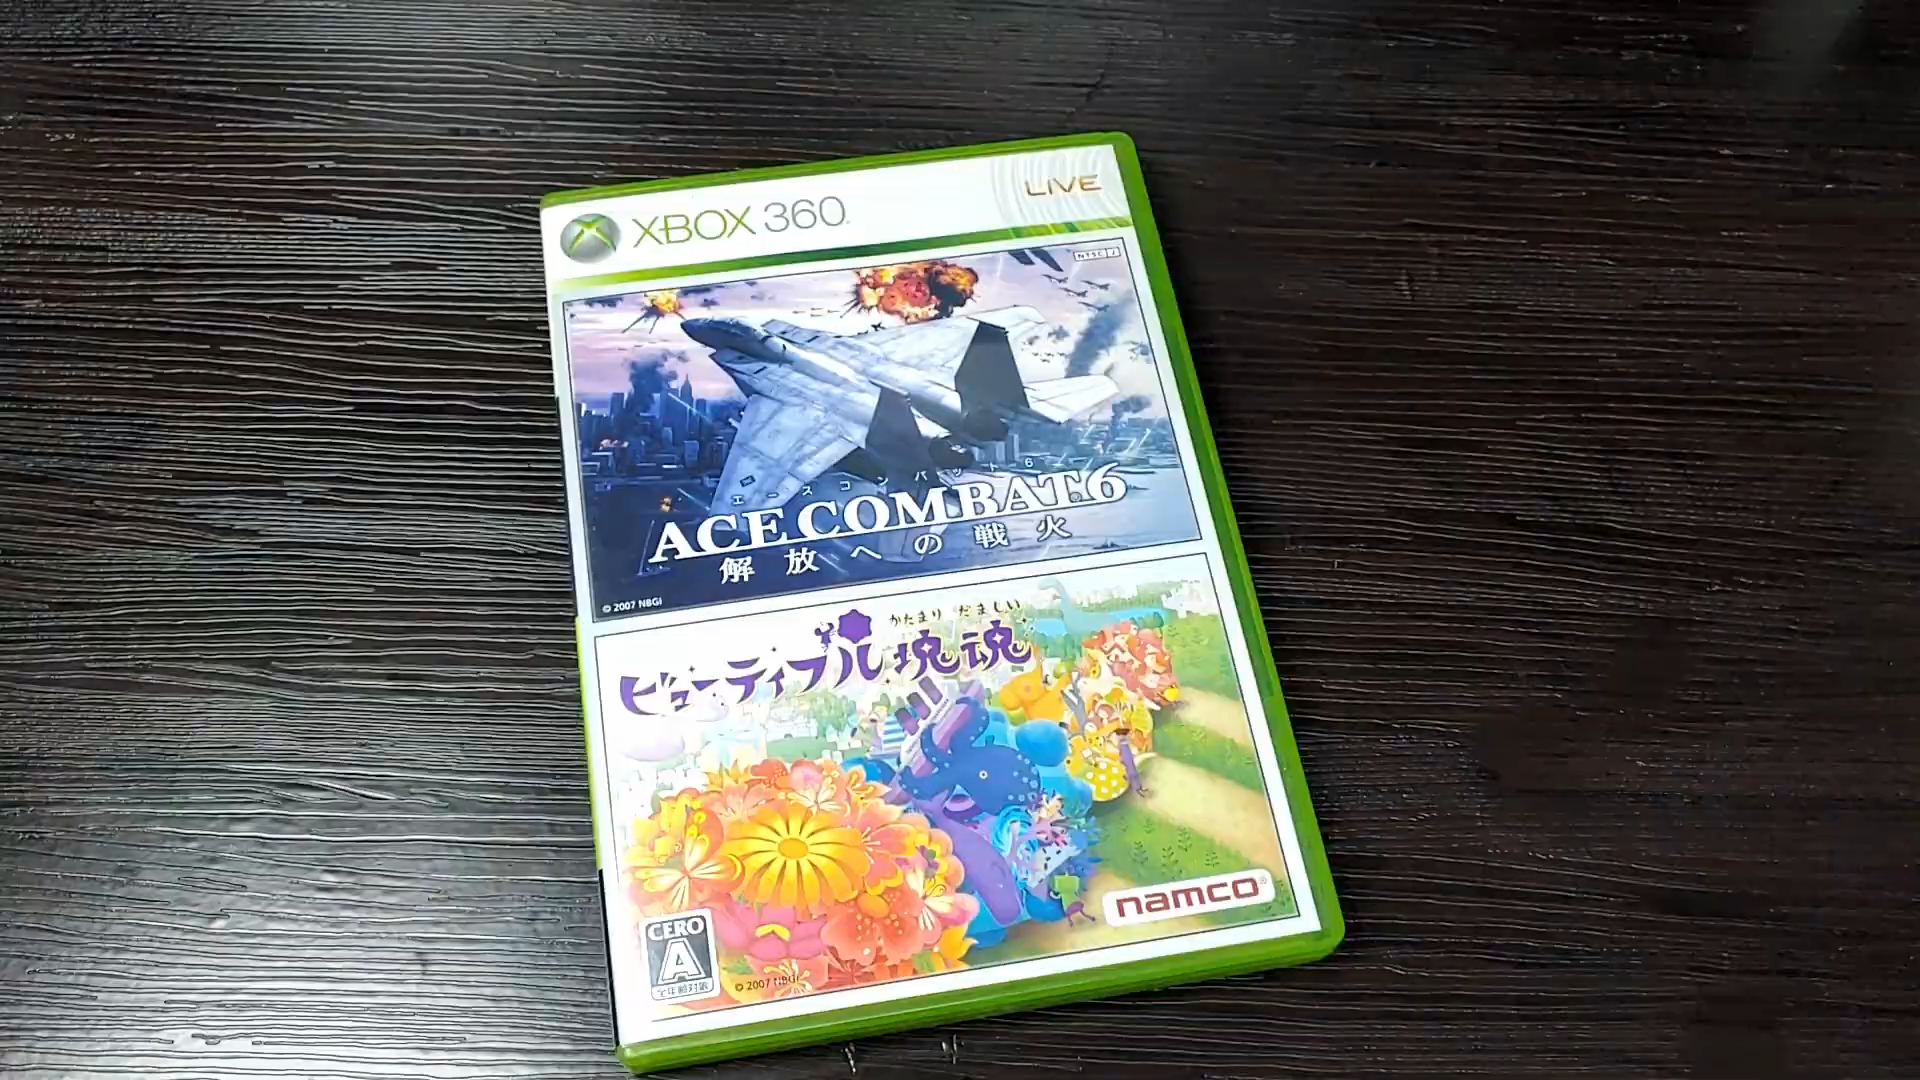 XBOX 360
LIVE
NTSC J
エースコンバット6
ACE COMBAT 6
解放への戦火
© 2007 NBGI
かたまり だましい
ビューティフル塊魂
namco®
CERO
A
全年齢対象
© 2007 NBGI